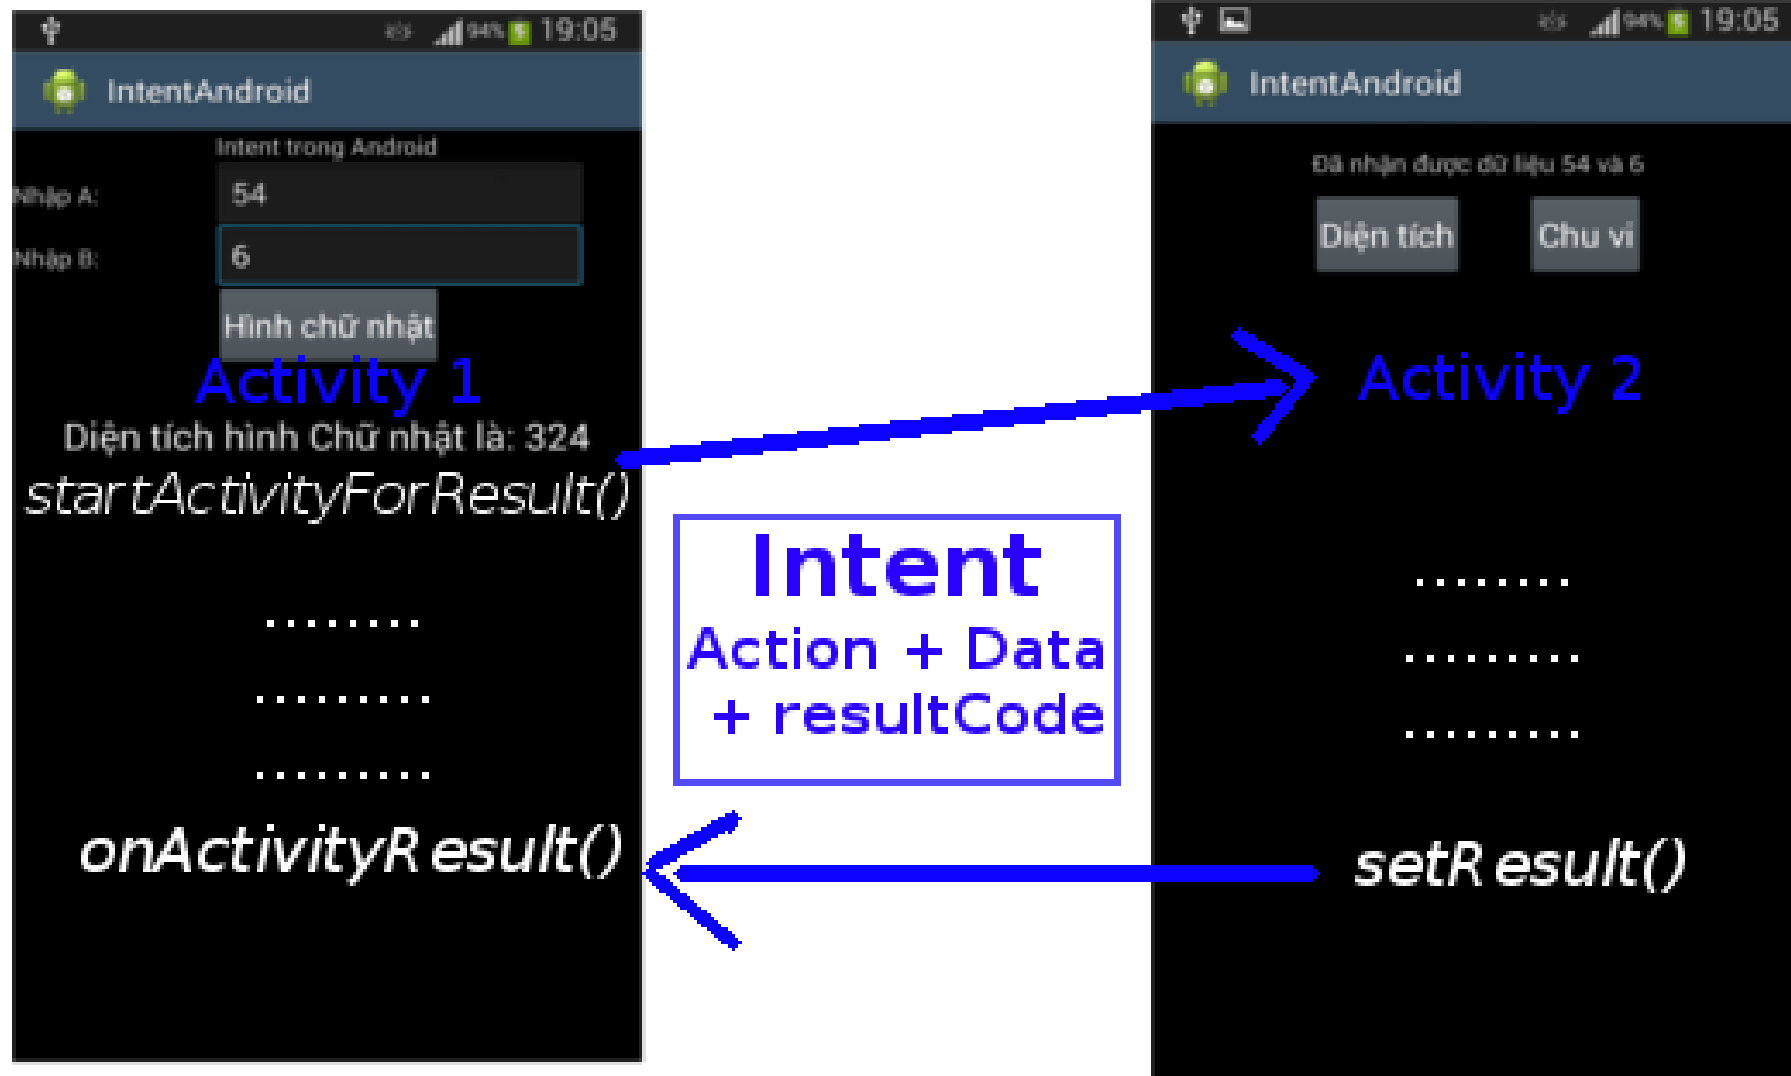 94% 19:05
IntentAndroid
Intent trong Android
Nhập A:
54
Nhập B:
6
Hình chữ nhật
Activity 1
Diện tích hình Chữ nhật là: 324
startActivityForResult()
........
.........
.........
onActivityResult()
Intent
Action + Data
+ resultCode
94% 19:05
IntentAndroid
Đã nhận được dữ liệu 54 và 6
Diện tích Chu vi
Activity 2
........
.........
.........
setResult()